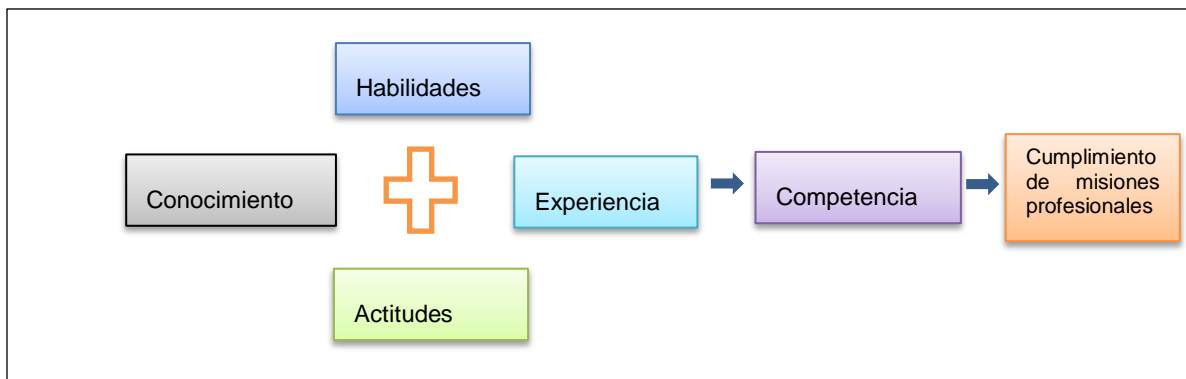 Habilidades
Conocimiento
Experiencia
Competencia
Cumplimiento
de misiones
profesionales
Actitudes